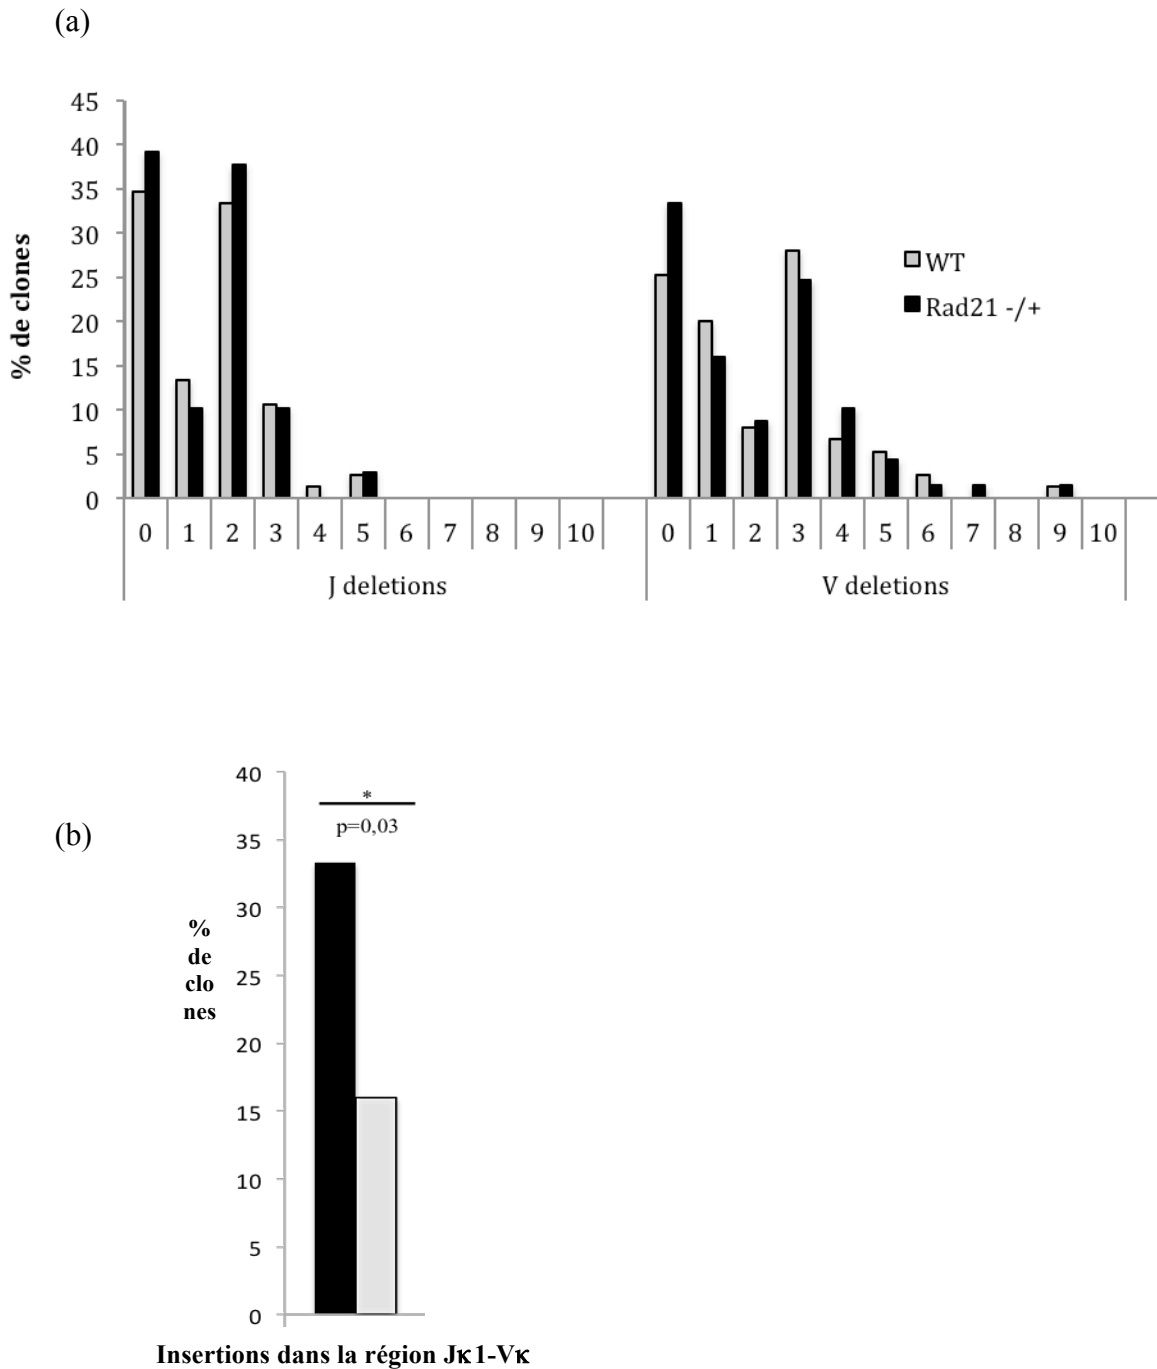 (a)
45
40
35
30
25
20
15
10
5
0
% de clones
WT
Rad21 -/+
0 1 2 3 4 5 6 7 8 9 10 0 1 2 3 4 5 6 7 8 9 10
J deletions V deletions
(b)
40
35
30
25
20
15
10
5
0
*
p=0,03
%
de
clo
nes
Insertions dans la région Jκ1-Vκ